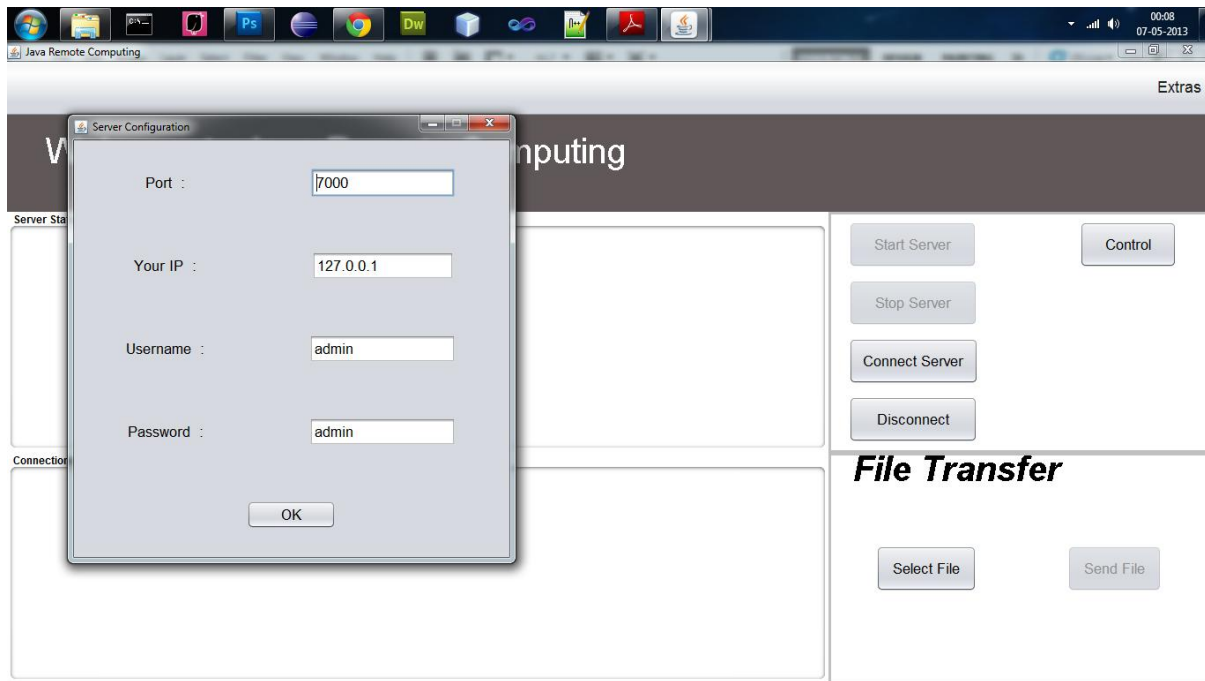 Ps
Dw
00:08
07-05-2013
Java Remote Computing
Extras
Server Configuration
Port :
7000
Your IP :
127.0.0.1
Username :
admin
Password :
admin
OK
Start Server
Control
Stop Server
Connect Server
Disconnect
File Transfer
Select File
Send File